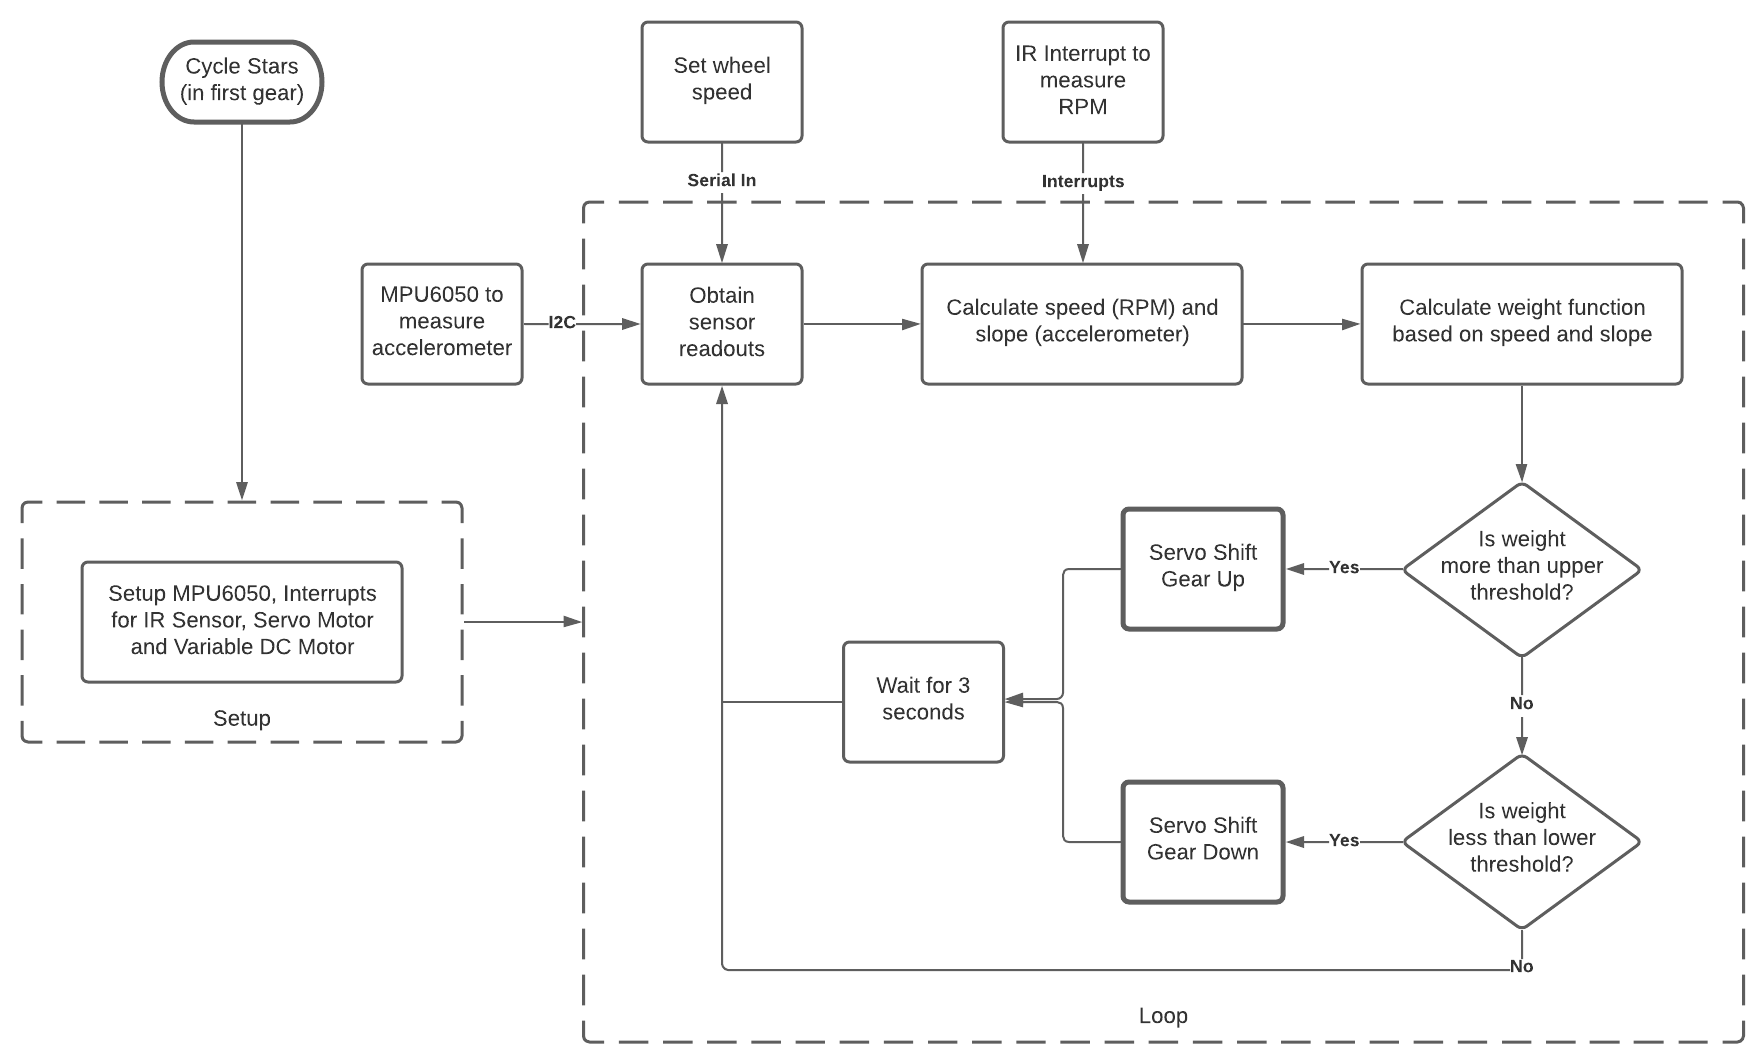 Cycle Stars
(in first gear)
Set wheel
speed
IR Interrupt to
measure
RPM
Serial In
Interrupts
MPU6050 to
measure
accelerometer
I2C
Obtain
sensor
readouts
Calculate speed (RPM) and
slope (accelerometer)
Calculate weight function
based on speed and slope
Is weight
more than upper
threshold?
Yes
Servo Shift
Gear Up
Setup MPU6050, Interrupts
for IR Sensor, Servo Motor
and Variable DC Motor
Setup
Wait for 3
seconds
No
Is weight
less than lower
threshold?
Yes
Servo Shift
Gear Down
No
Loop